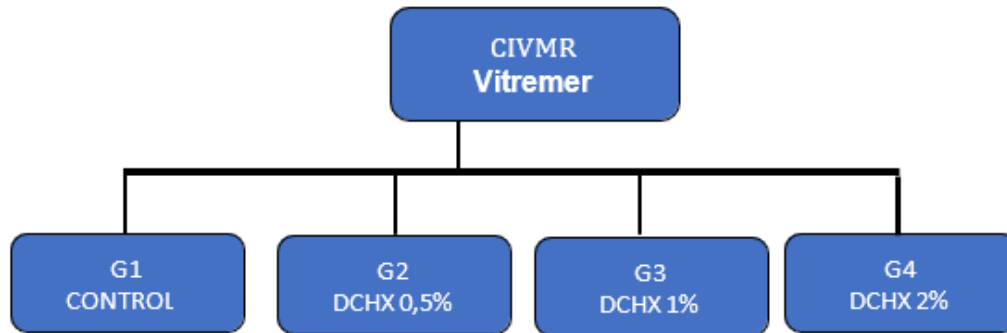 CIVMR
Vitremer
G1
CONTROL
G2
DCHX 0,5%
G3
DCHX 1%
G4
DCHX 2%